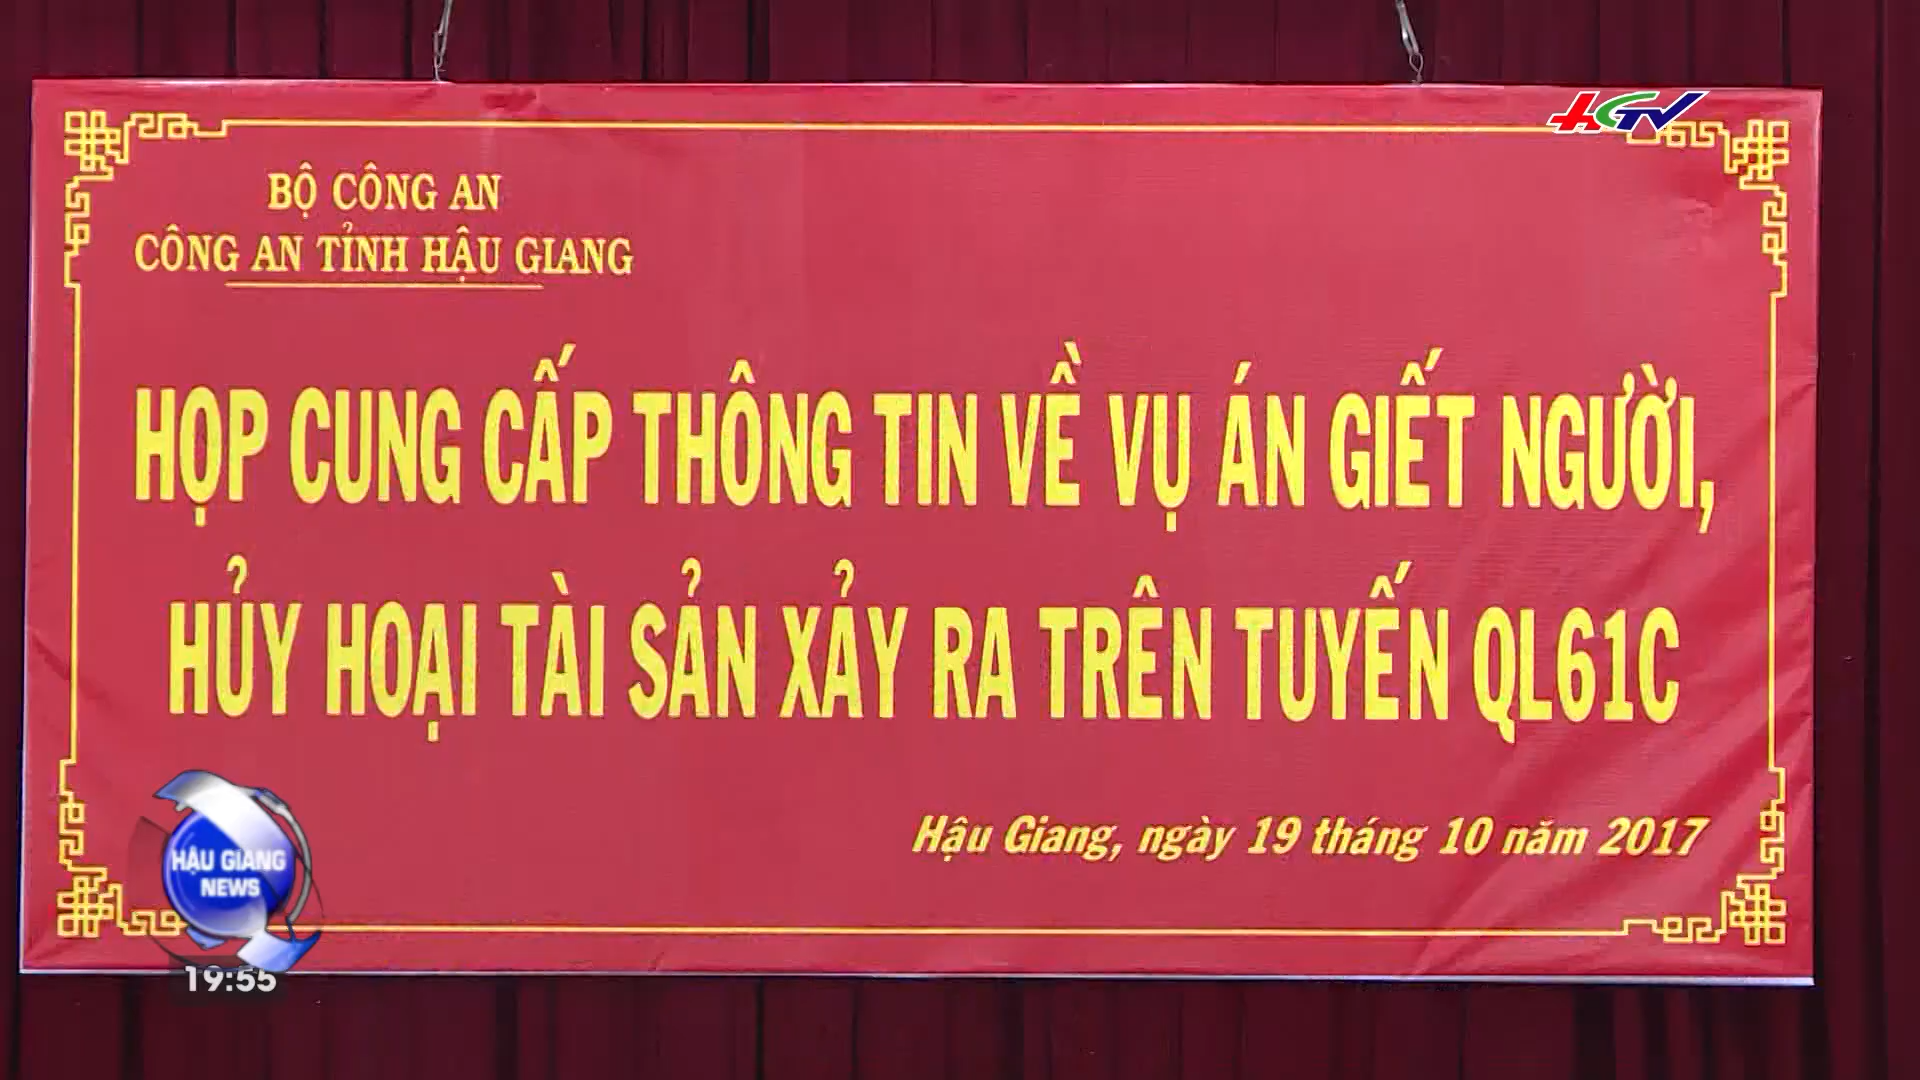 HGTV
BỘ CÔNG AN
CÔNG AN TỈNH HẬU GIANG
HỌP CUNG CẤP THÔNG TIN VỀ VỤ ÁN GIẾT NGƯỜI,
HỦY HOẠI TÀI SẢN XẢY RA TRÊN TUYẾN QL61C
Hậu Giang, ngày 19 tháng 10 năm 2017
HẬU GIANG
NEWS
19:55